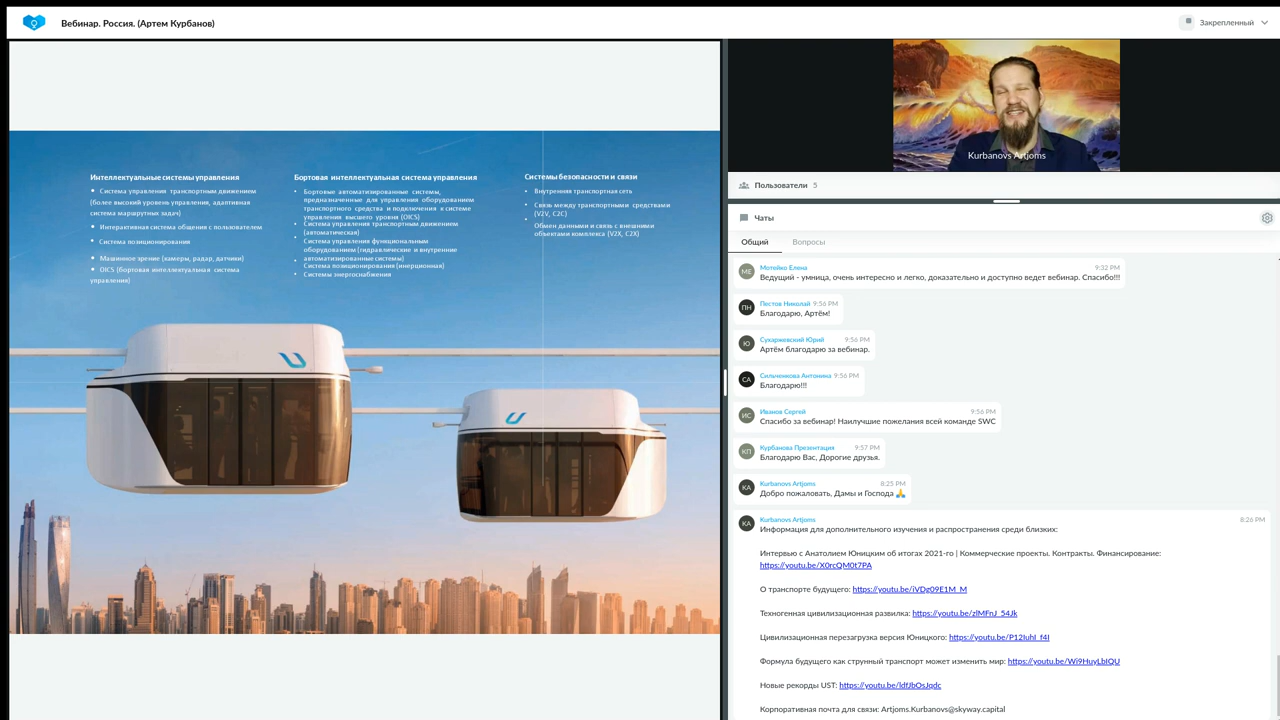 Вебинар. Россия. (Артем Курбанов)
Закрепленный
Интеллектуальные системы управления
• Система управления транспортным движением
(более высокий уровень управления, адаптивная
система маршрутных задач)
• Интерактивная система общения с пользователем
• Система позиционирования
• Машинное зрение (камеры, радар, датчики)
• OICS (бортовая интеллектуальная система
управления)
Бортовая интеллектуальная система управления
• Бортовые автоматизированные системы,
предназначенные для управления оборудованием
транспортного средства и подключения к системе
управления высшего уровня (OICS)
• Система управления транспортным движением
(автоматическая)
• Система управления функциональным
оборудованием (гидравлические и внутренние
автоматизированные системы)
• Система позиционирования (инерционная)
• Системы энергоснабжения
Системы безопасности и связи
• Внутренняя транспортная сеть
• Связь между транспортными средствами
(V2V, C2C)
• Обмен данными и связь с внешними
объектами комплекса (V2X, C2X)
Kurbanovs Artjoms
Пользователи 5
Чаты
Общий Вопросы
ME Мотейко Елена 9:32 PM
Ведущий - умница, очень интересно и легко, доказательно и доступно ведет вебинар. Спасибо!!!
ПН Пестов Николай 9:56 PM
Благодарю, Артём!
Ю Сухаржевский Юрий 9:56 PM
Артём благодарю за вебинар.
СА Сильченкова Антонина 9:56 PM
Благодарю!!!
ИС Иванов Сергей 9:56 PM
Спасибо за вебинар! Наилучшие пожелания всей команде SWC
КП Курбанова Презентация 9:57 PM
Благодарю Вас, Дорогие друзья.
KA Kurbanovs Artjoms 8:25 PM
Добро пожаловать, Дамы и Господа 🙏
KA Kurbanovs Artjoms 8:26 PM
Информация для дополнительного изучения и распространения среди близких:
Интервью с Анатолием Юницким об итогах 2021-го | Коммерческие проекты. Контракты. Финансирование:
https://youtu.be/X0rcQM0t7PA
О транспорте будущего: https://youtu.be/iVDg09E1M_M
Техногенная цивилизационная развилка: https://youtu.be/zlMFnJ_54Jk
Цивилизационная перезагрузка версия Юницкого: https://youtu.be/P12IuhI_f4I
Формула будущего как струнный транспорт может изменить мир: https://youtu.be/Wi9HuyLbIQU
Новые рекорды UST: https://youtu.be/ldfJbOsJqdc
Корпоративная почта для связи: Artjoms.Kurbanovs@skyway.capital